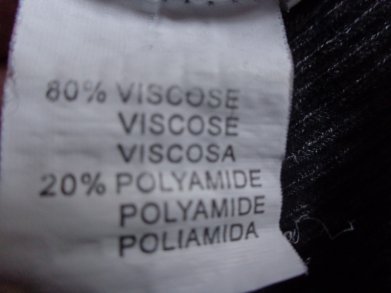 80% VISCOSE
VISCOSE
VISCOSA
20% POLYAMIDE
POLYAMIDE
POLIAMIDA